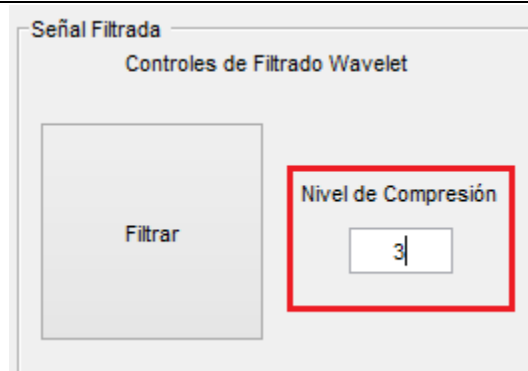 Señal Filtrada
Controles de Filtrado Wavelet
Nivel de Compresión
Filtrar
3